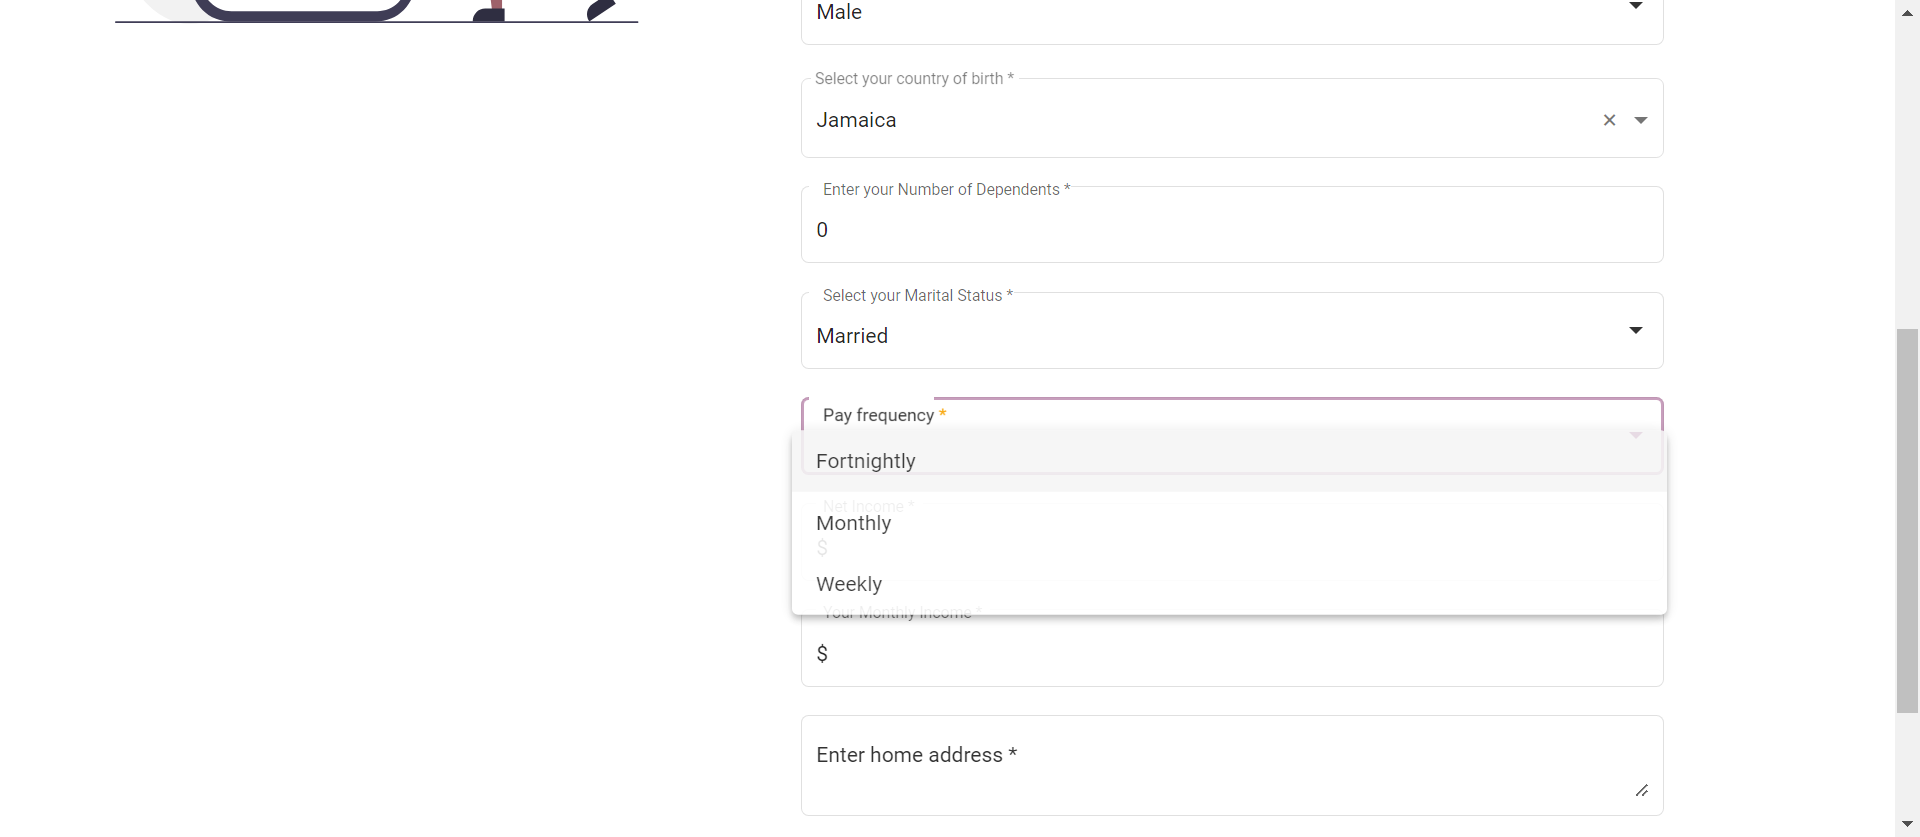 Male
Select your country of birth *
Jamaica
Enter your Number of Dependents *
0
Select your Marital Status *
Married
Pay frequency *
Fortnightly
Net Income *
Monthly
$
Weekly
Your Monthly Income *
$
Enter home address *